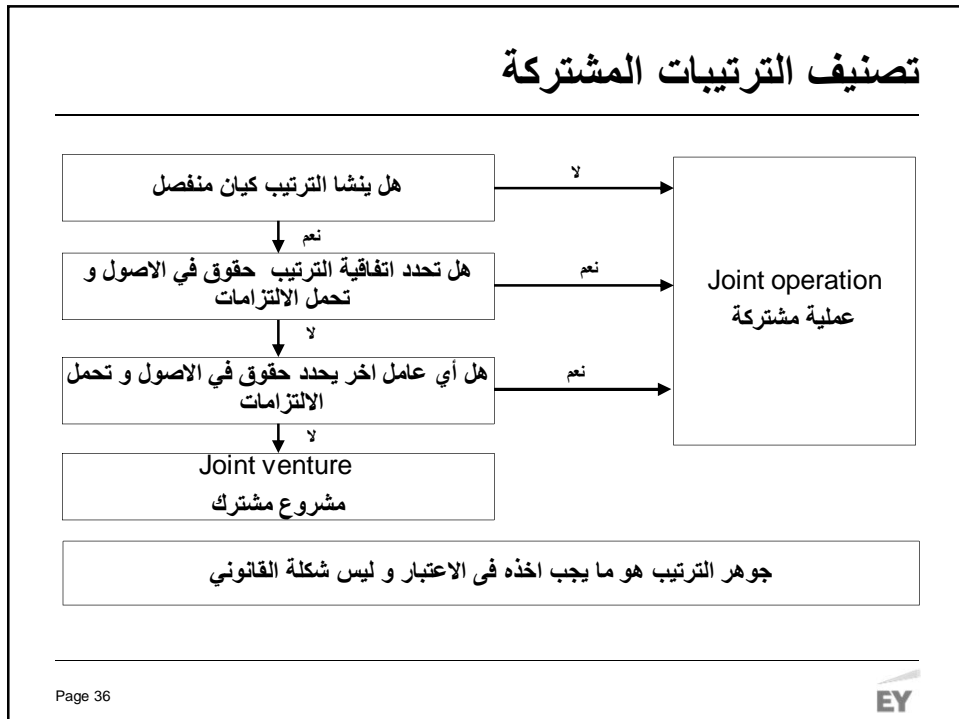 تصنيف الترتيبات المشتركة
هل ينشا الترتيب كيان منفصل
لا
نعم
هل تحدد اتفاقية الترتيب حقوق في الاصول و
تحمل الالتزامات
نعم
Joint operation
عملية مشتركة
لا
هل أي عامل اخر يحدد حقوق في الاصول و تحمل
الالتزامات
نعم
لا
Joint venture
مشروع مشترك
جوهر الترتيب هو ما يجب اخذه فى الاعتبار و ليس شكلة القانوني
Page 36
EY